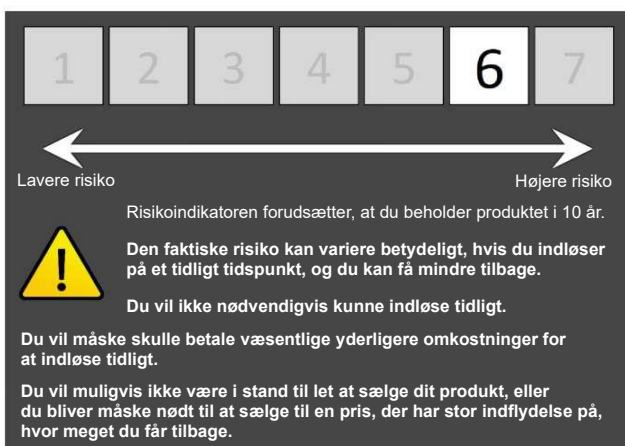 1 2 3 4 5 6 7
Lavere risiko Højere risiko
Risikoindikatoren forudsætter, at du beholder produktet i 10 år.
Den faktiske risiko kan variere betydeligt, hvis du indløser
på et tidligt tidspunkt, og du kan få mindre tilbage.
Du vil ikke nødvendigvis kunne indløse tidligt.
Du vil måske skulle betale væsentlige yderligere omkostninger for
at indløse tidligt.
Du vil muligvis ikke være i stand til let at sælge dit produkt, eller
du bliver måske nødt til at sælge til en pris, der har stor indflydelse på,
hvor meget du får tilbage.